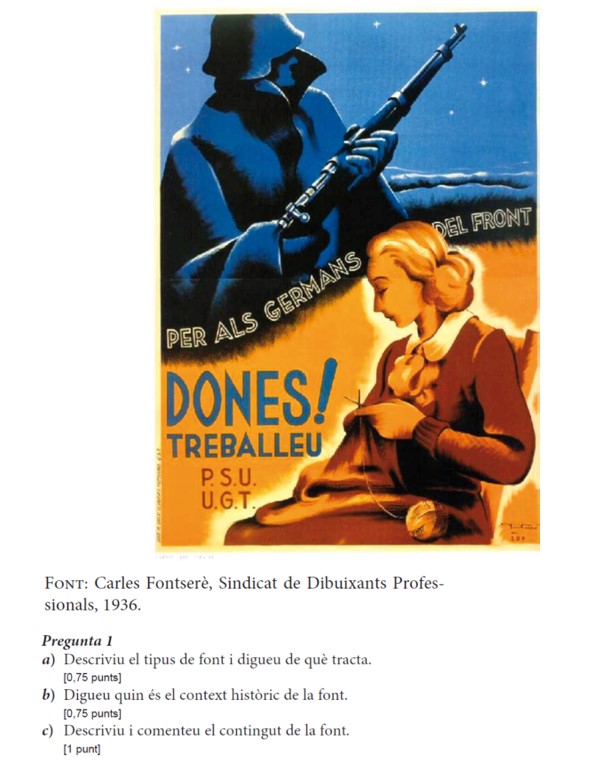 PER ALS GERMANS DEL FRONT
DONES!
TREBALLEU
P.S.U.
U.G.T.
FONT: Carles Fontserè, Sindicat de Dibuixants Profes-
sionals, 1936.
Pregunta 1
a) Descriviu el tipus de font i digueu de què tracta.
[0,75 punts]
b) Digueu quin és el context històric de la font.
[0,75 punts]
c) Descriviu i comenteu el contingut de la font.
[1 punt]